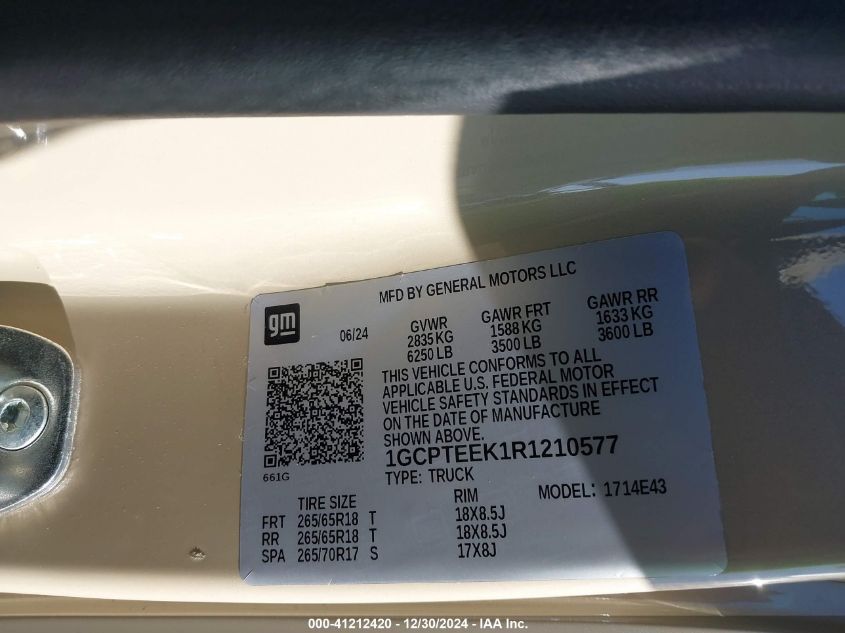 MFD BY GENERAL MOTORS LLC
gm
06/24
GVWR GAWR FRT GAWR RR
2835 KG 1588 KG 1633 KG
6250 LB 3500 LB 3600 LB
THIS VEHICLE CONFORMS TO ALL
APPLICABLE U.S. FEDERAL MOTOR
VEHICLE SAFETY STANDARDS IN EFFECT
ON THE DATE OF MANUFACTURE
SHOWN ABOVE.
1GCPTEEK1R1210577
661G
TYPE: TRUCK MODEL: 1714E43
TIRE SIZE RIM
FRT 265/65R18 T 18X8.5J
RR 265/65R18 T 18X8.5J
SPA 265/70R17 S 17X8J
000-41212420 - 12/30/2024 - IAA Inc.